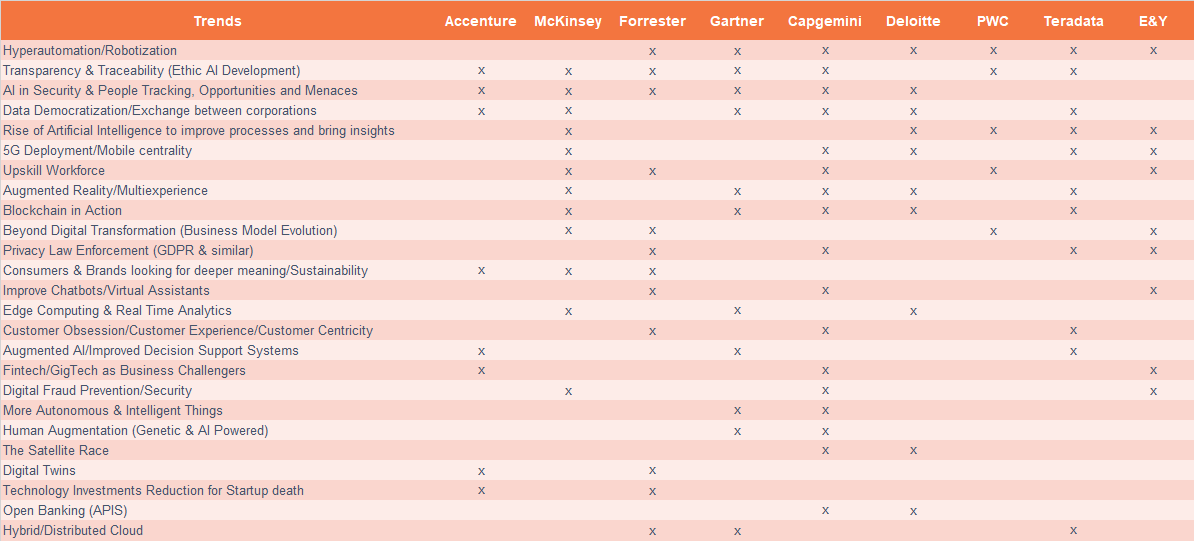 Trends Accenture McKinsey Forrester Gartner Capgemini Deloitte PWC Teradata E&Y
Hyperautomation/Robotization x x x x x x x
Transparency & Traceability (Ethic AI Development) x x x x x x x
AI in Security & People Tracking, Opportunities and Menaces x x x x x x
Data Democratization/Exchange between corporations x x x x x x
Rise of Artificial Intelligence to improve processes and bring insights x x x x x
5G Deployment/Mobile centrality x x x x x
Upskill Workforce x x x x x
Augmented Reality/Multiexperience x x x x x
Blockchain in Action x x x x x
Beyond Digital Transformation (Business Model Evolution) x x x x
Privacy Law Enforcement (GDPR & similar) x x x x
Consumers & Brands looking for deeper meaning/Sustainability x x x
Improve Chatbots/Virtual Assistants x x x
Edge Computing & Real Time Analytics x x x
Customer Obsession/Customer Experience/Customer Centricity x x x
Augmented AI/Improved Decision Support Systems x x x
Fintech/GigTech as Business Challengers x x x
Digital Fraud Prevention/Security x x x
More Autonomous & Intelligent Things x x
Human Augmentation (Genetic & AI Powered) x x
The Satellite Race x x
Digital Twins x x
Technology Investments Reduction for Startup death x x
Open Banking (APIS) x x
Hybrid/Distributed Cloud x x x